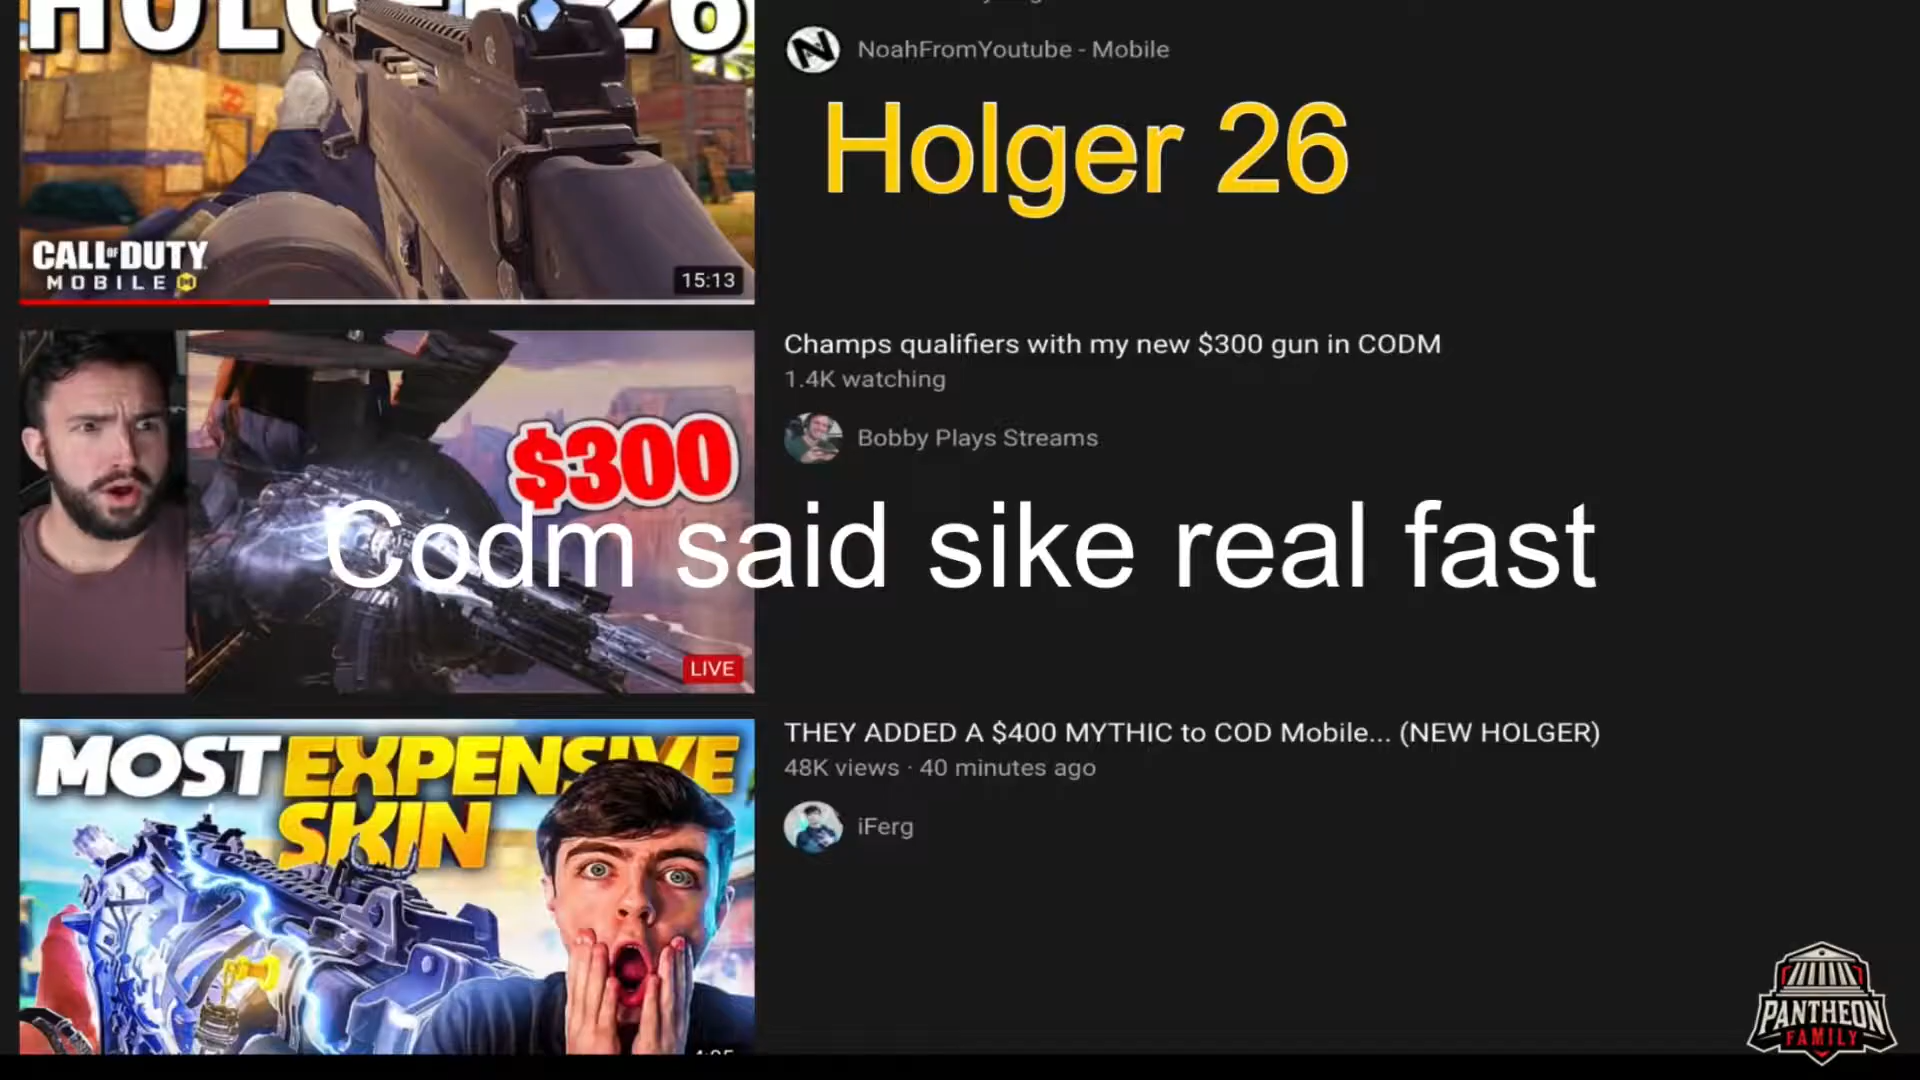 HOLGER 26
NoahFromYoutube - Mobile
Holger 26
CALL OF DUTY
MOBILE
15:13
Champs qualifiers with my new $300 gun in CODM
1.4K watching
$300
Bobby Plays Streams
Codm said sike real fast
LIVE
THEY ADDED A $400 MYTHIC to COD Mobile... (NEW HOLGER)
48K views · 40 minutes ago
MOST EXPENSIVE
SKIN
iFerg
PANTHEON
FAMILY